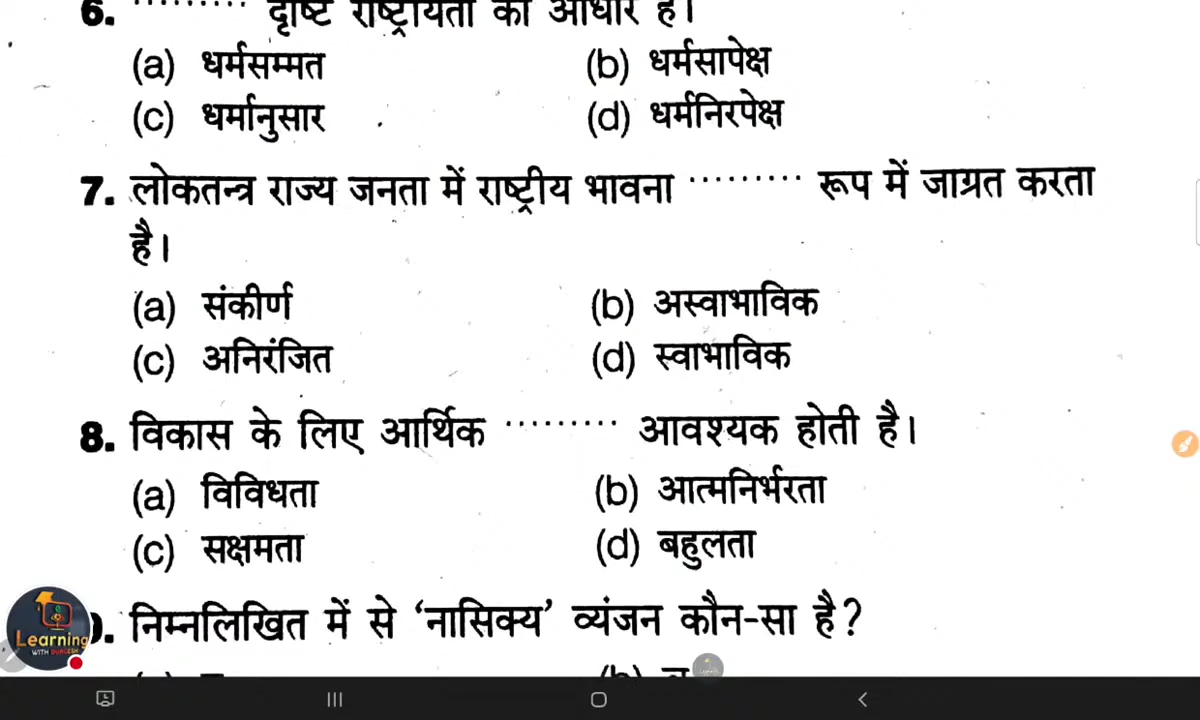 6. ......... दृष्टि राष्ट्रीयता का आधार है।
(a) धर्मसम्मत (b) धर्मसापेक्ष
(c) धर्मानुसार (d) धर्मनिरपेक्ष
7. लोकतन्त्र राज्य जनता में राष्ट्रीय भावना ......... रूप में जाग्रत करता
है।
(a) संकीर्ण (b) अस्वाभाविक
(c) अनिरंजित (d) स्वाभाविक
8. विकास के लिए आर्थिक ......... आवश्यक होती है।
(a) विविधता (b) आत्मनिर्भरता
(c) सक्षमता (d) बहुलता
. निम्नलिखित में से ‘नासिक्य’ व्यंजन कौन-सा है?
Learning